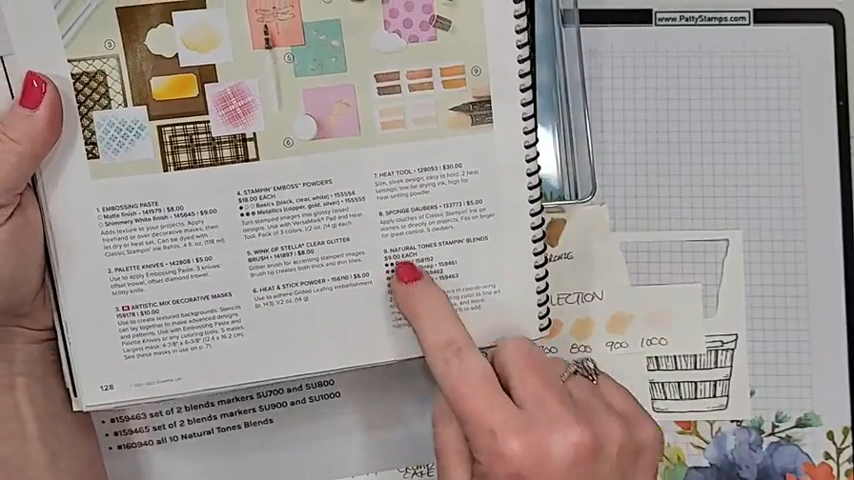 www.PattyStamps.com
1. EMBOSSING PASTE
Matte finish • 141979 | $8.00
Shimmery White finish • 145645 | $9.00
Adds texture to your projects. Apply
freehand or over decorative masks, then
let dry or heat set. Can be dyed with
Classic Stampin' Ink Refills. 4 fl. oz. (118 ml)
2. PALETTE KNIVES • 142808 | $5.00
Use to apply Embossing Paste. 3 knives:
offset trowel, offset diamond trowel,
scotty knife.
3. ARTISTIC MIX DECORATIVE MASKS
159178 | $10.00
Use to create textured backgrounds. Stencils
can lay together to make advanced designs
and patterns. Use with Embossing Paste and
Palette Knives or Sponge Daubers. 5 masks.
Largest mask: 4-7/8" x 6-3/8" (12.4 x 16.2 cm)
See these masks in use on p. 71.
4. STAMPIN' EMBOSS® POWDERS
$18.00 EACH
Basics (black, clear, white) • 155554
Metallics (copper, gold, silver) • 155555
Turn stamped images into glossy raised
designs. Use with VersaMark® Pad and Heat
Tool. Pack of 3 colors. 1/2 oz. (14 g) each.
5. WINK OF STELLA® CLEAR GLITTER
BRUSH • 141897 | $9.00
Glitter brush for accenting stamped images.
Brush tip creates both thick and thin lines.
6. HEAT & STICK POWDER • 156110 | $6.00
Use to adhere Gilded Leafing embellishment.
1/2 oz. (14 g)
7. HEAT TOOL • 129053 | $30.00
Slim, sleek design; easy to hold. 2 heat
settings: low for drying ink, high for
heat-setting powder.
8. SPONGE DAUBERS • 133773 | $5.00
Apply touches of Classic Stampin' Ink on
stamps or directly on projects. Fits on finger
for great control. 5 daubers.
9. NATURAL TONES STAMPIN' BLENDS
$9.00 EACH
159461
159463
128
#159463 set of 2 blends markers SU700 and SU800
#159465 set of 2 blends markers SU900 and SU1000
#160940 all 10 Natural Tones Blends
800 900 1000
CAKE